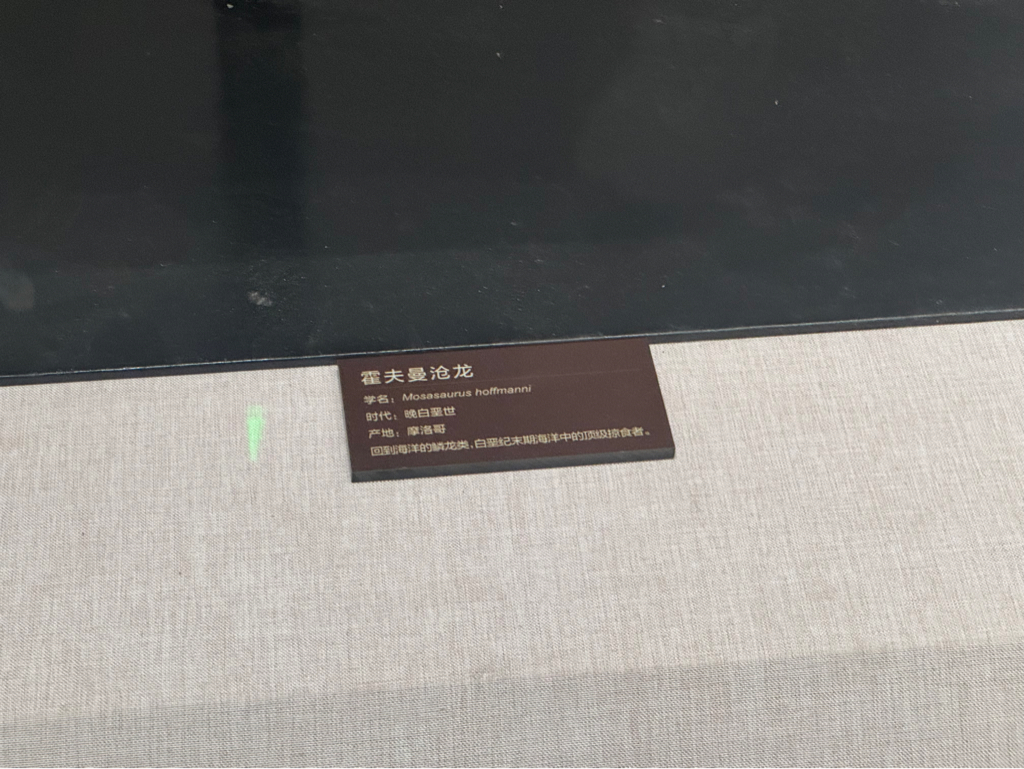 霍夫曼沧龙
学名：Mosasaurus hoffmanni
时代：晚白垩世
产地：摩洛哥
回到海洋的鳞龙类，白垩纪末期海洋中的顶级掠食者。